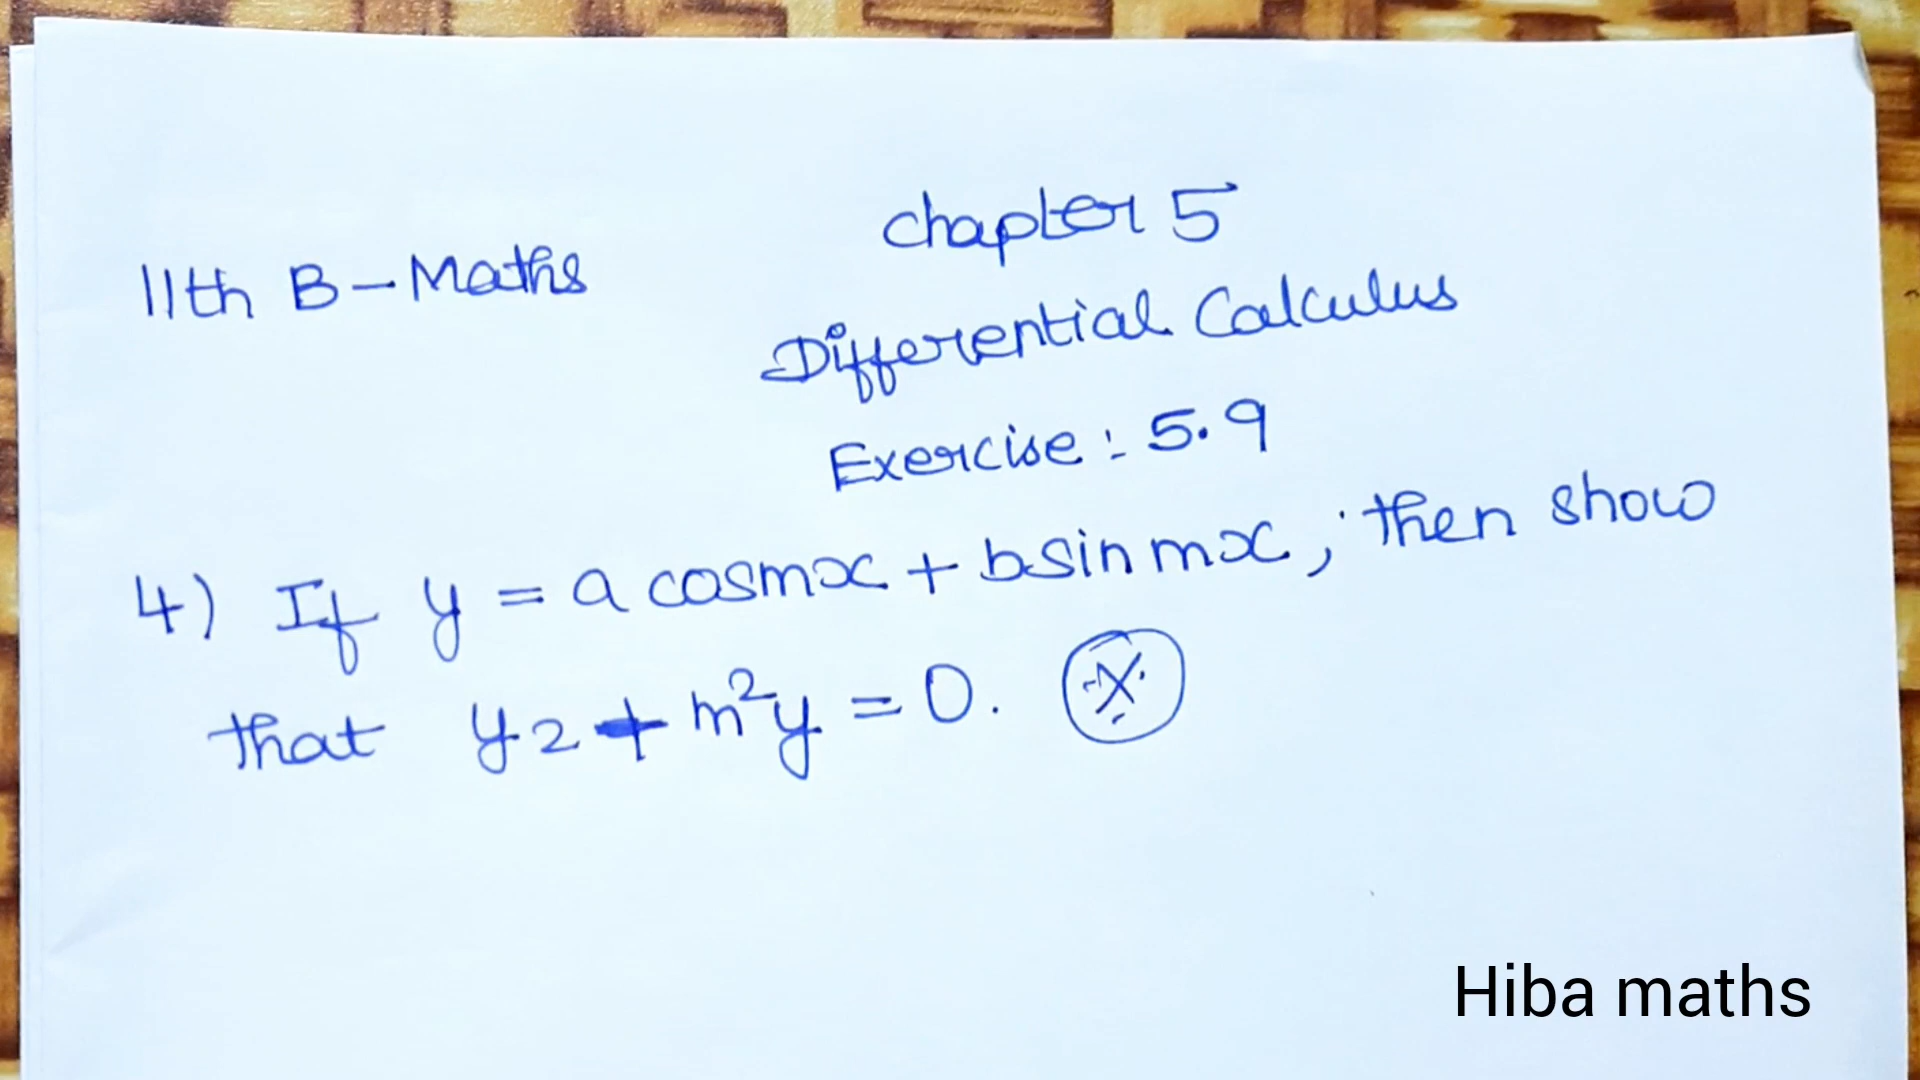 11th B - Maths
chapter 5
Differential Calculus
Exercise : 5.9
4) If y = a cosmx + bsin mx, then show
that y₂ + m²y = 0.
Hiba maths